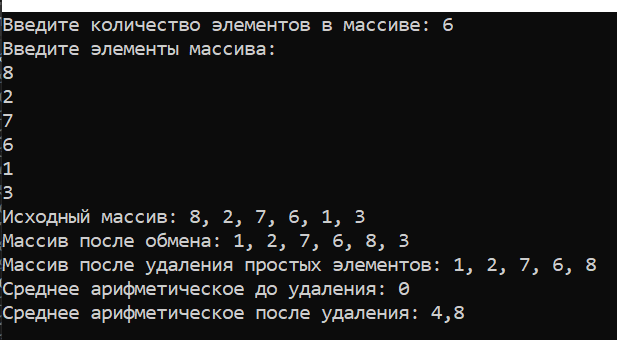 Введите количество элементов в массиве: 6
Введите элементы массива:
8
2
7
6
1
3
Исходный массив: 8, 2, 7, 6, 1, 3
Массив после обмена: 1, 2, 7, 6, 8, 3
Массив после удаления простых элементов: 1, 2, 7, 6, 8
Среднее арифметическое до удаления: 0
Среднее арифметическое после удаления: 4,8